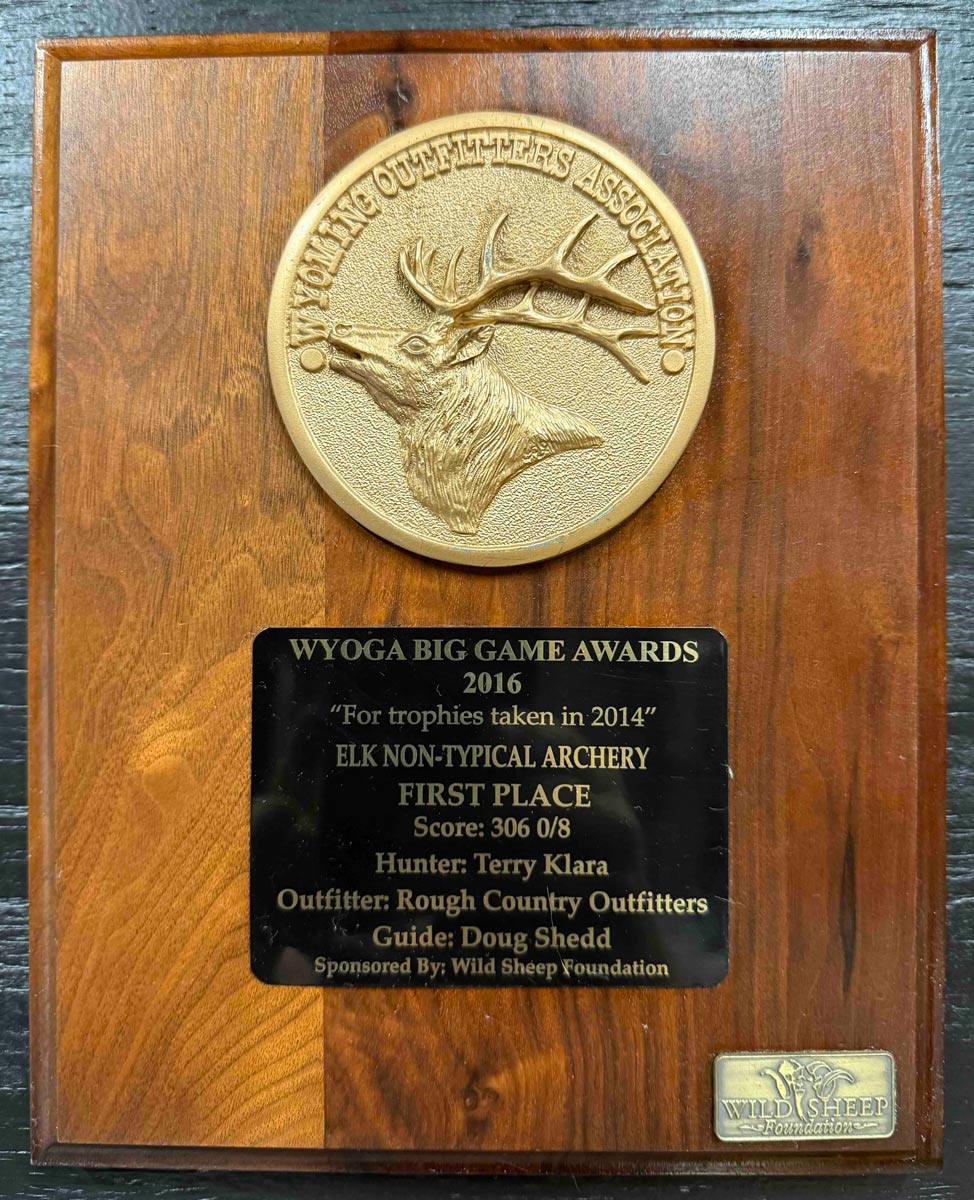 WYOMING OUTFITTERS ASSOCIATION
WYOGA BIG GAME AWARDS
2016
“For trophies taken in 2014”
ELK NON-TYPICAL ARCHERY
FIRST PLACE
Score: 306 0/8
Hunter: Terry Klara
Outfitter: Rough Country Outfitters
Guide: Doug Shedd
Sponsored By: Wild Sheep Foundation
WILD SHEEP
Foundation